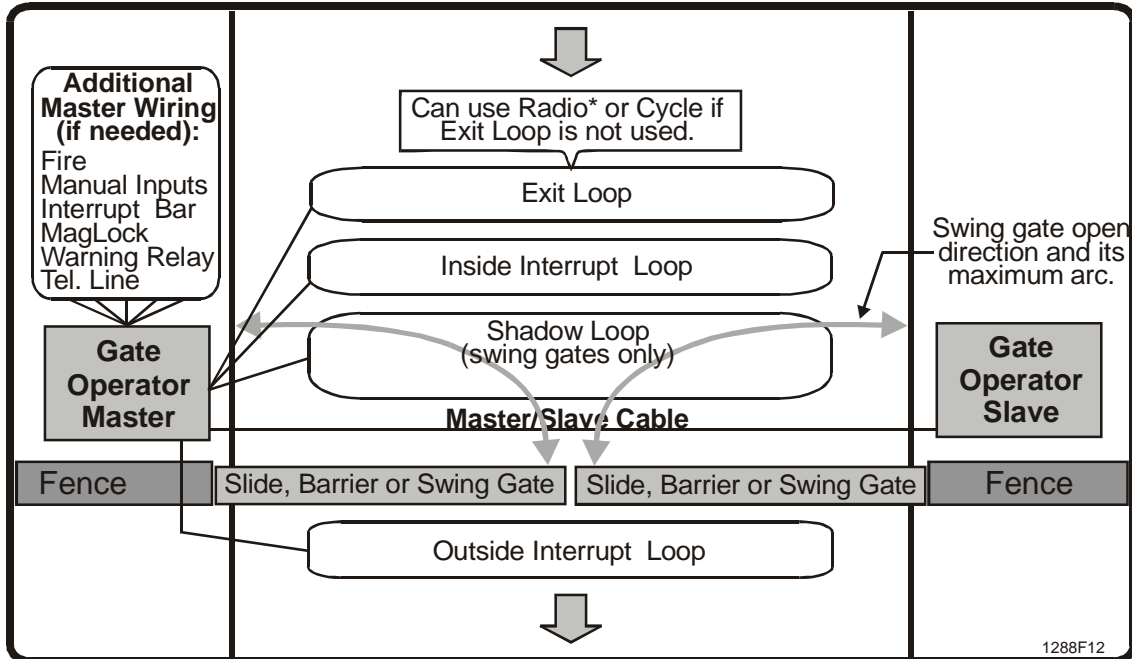 Additional
Master Wiring
(if needed):
Fire
Manual Inputs
Interrupt Bar
MagLock
Warning Relay
Tel. Line
Can use Radio* or Cycle if
Exit Loop is not used.
Exit Loop
Inside Interrupt Loop
Swing gate open
direction and its
maximum arc.
Shadow Loop
(swing gates only)
Gate
Operator
Master
Gate
Operator
Slave
Master/Slave Cable
Fence
Slide, Barrier or Swing Gate
Slide, Barrier or Swing Gate
Fence
Outside Interrupt Loop
1288F12